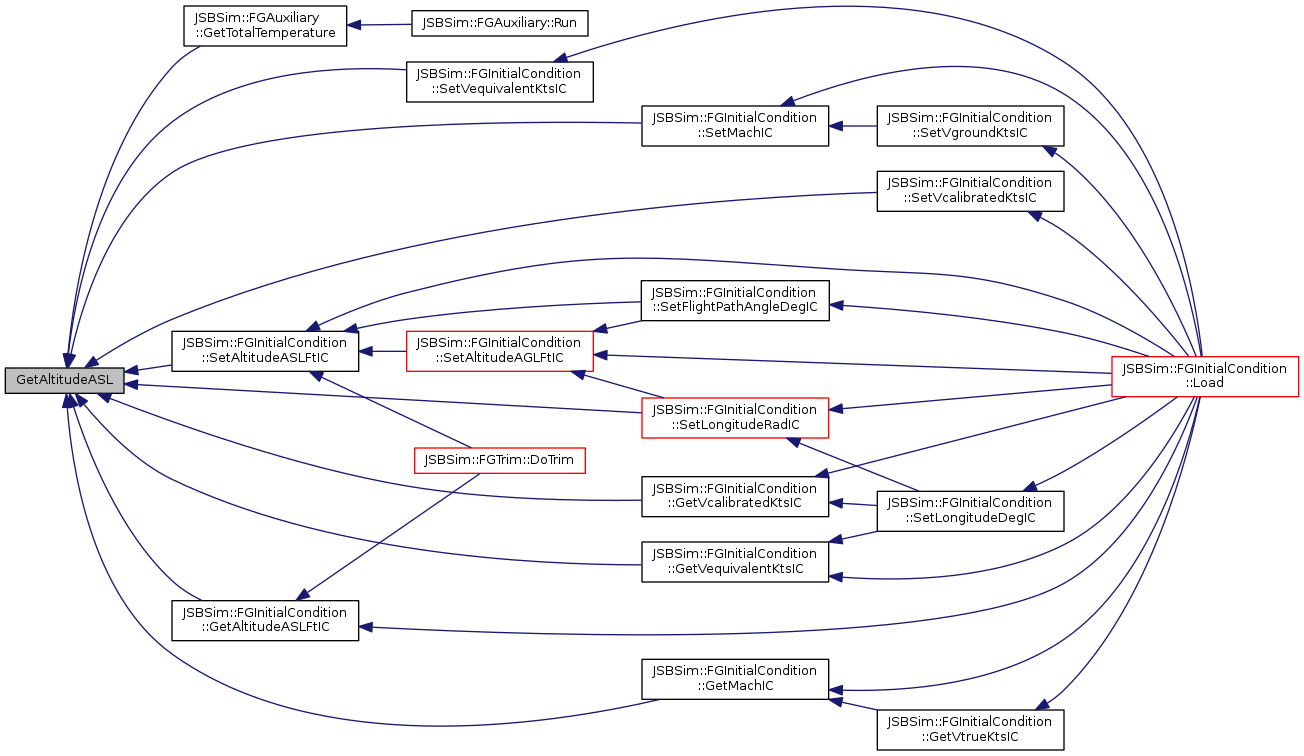 JSBSim::FGAuxiliary
::GetTotalTemperature
JSBSim::FGAuxiliary::Run
JSBSim::FGInitialCondition
::SetVequivalentKtsIC
JSBSim::FGInitialCondition
::SetMachIC
JSBSim::FGInitialCondition
::SetVgroundKtsIC
JSBSim::FGInitialCondition
::SetVcalibratedKtsIC
JSBSim::FGInitialCondition
::SetFlightPathAngleDegIC
JSBSim::FGInitialCondition
::SetAltitudeASLFtIC
JSBSim::FGInitialCondition
::SetAltitudeAGLFtIC
GetAltitudeASL
JSBSim::FGInitialCondition
::Load
JSBSim::FGInitialCondition
::SetLongitudeRadIC
JSBSim::FGTrim::DoTrim
JSBSim::FGInitialCondition
::GetVcalibratedKtsIC
JSBSim::FGInitialCondition
::SetLongitudeDegIC
JSBSim::FGInitialCondition
::GetVequivalentKtsIC
JSBSim::FGInitialCondition
::GetAltitudeASLFtIC
JSBSim::FGInitialCondition
::GetMachIC
JSBSim::FGInitialCondition
::GetVtrueKtsIC